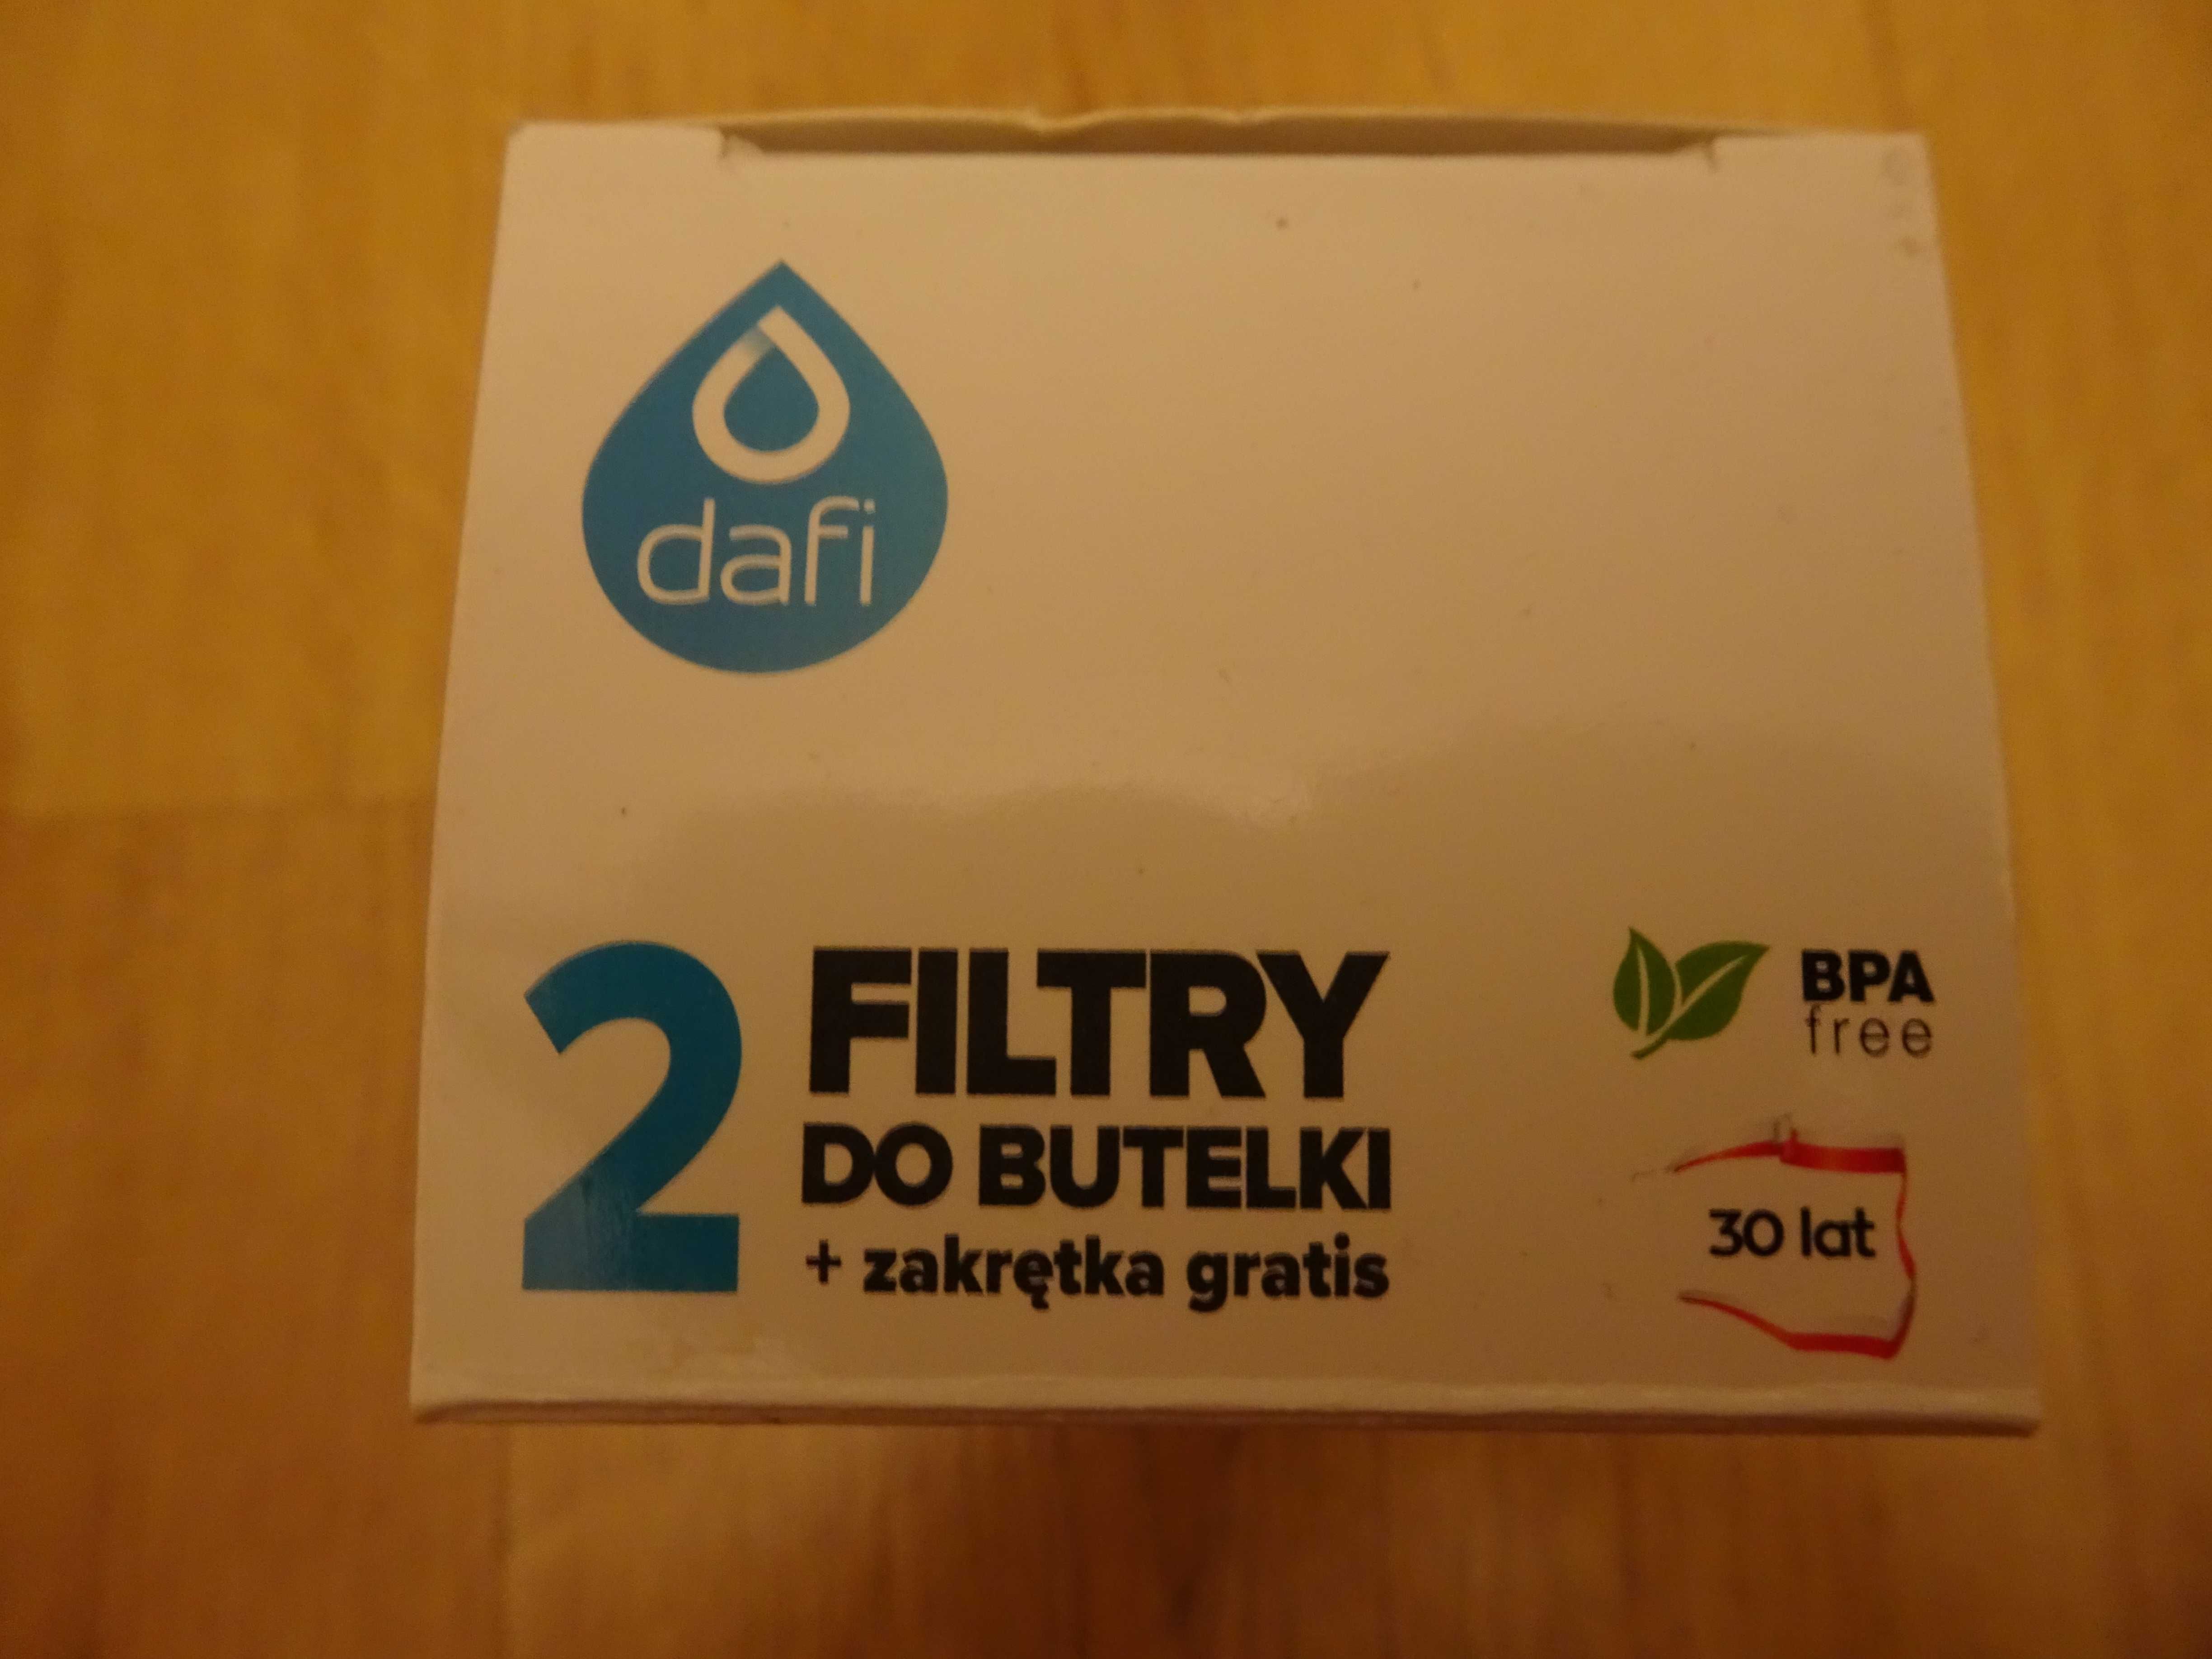 dafi
2 FILTRY
DO BUTELKI
+ zakrętka gratis
BPA
free
30 lat